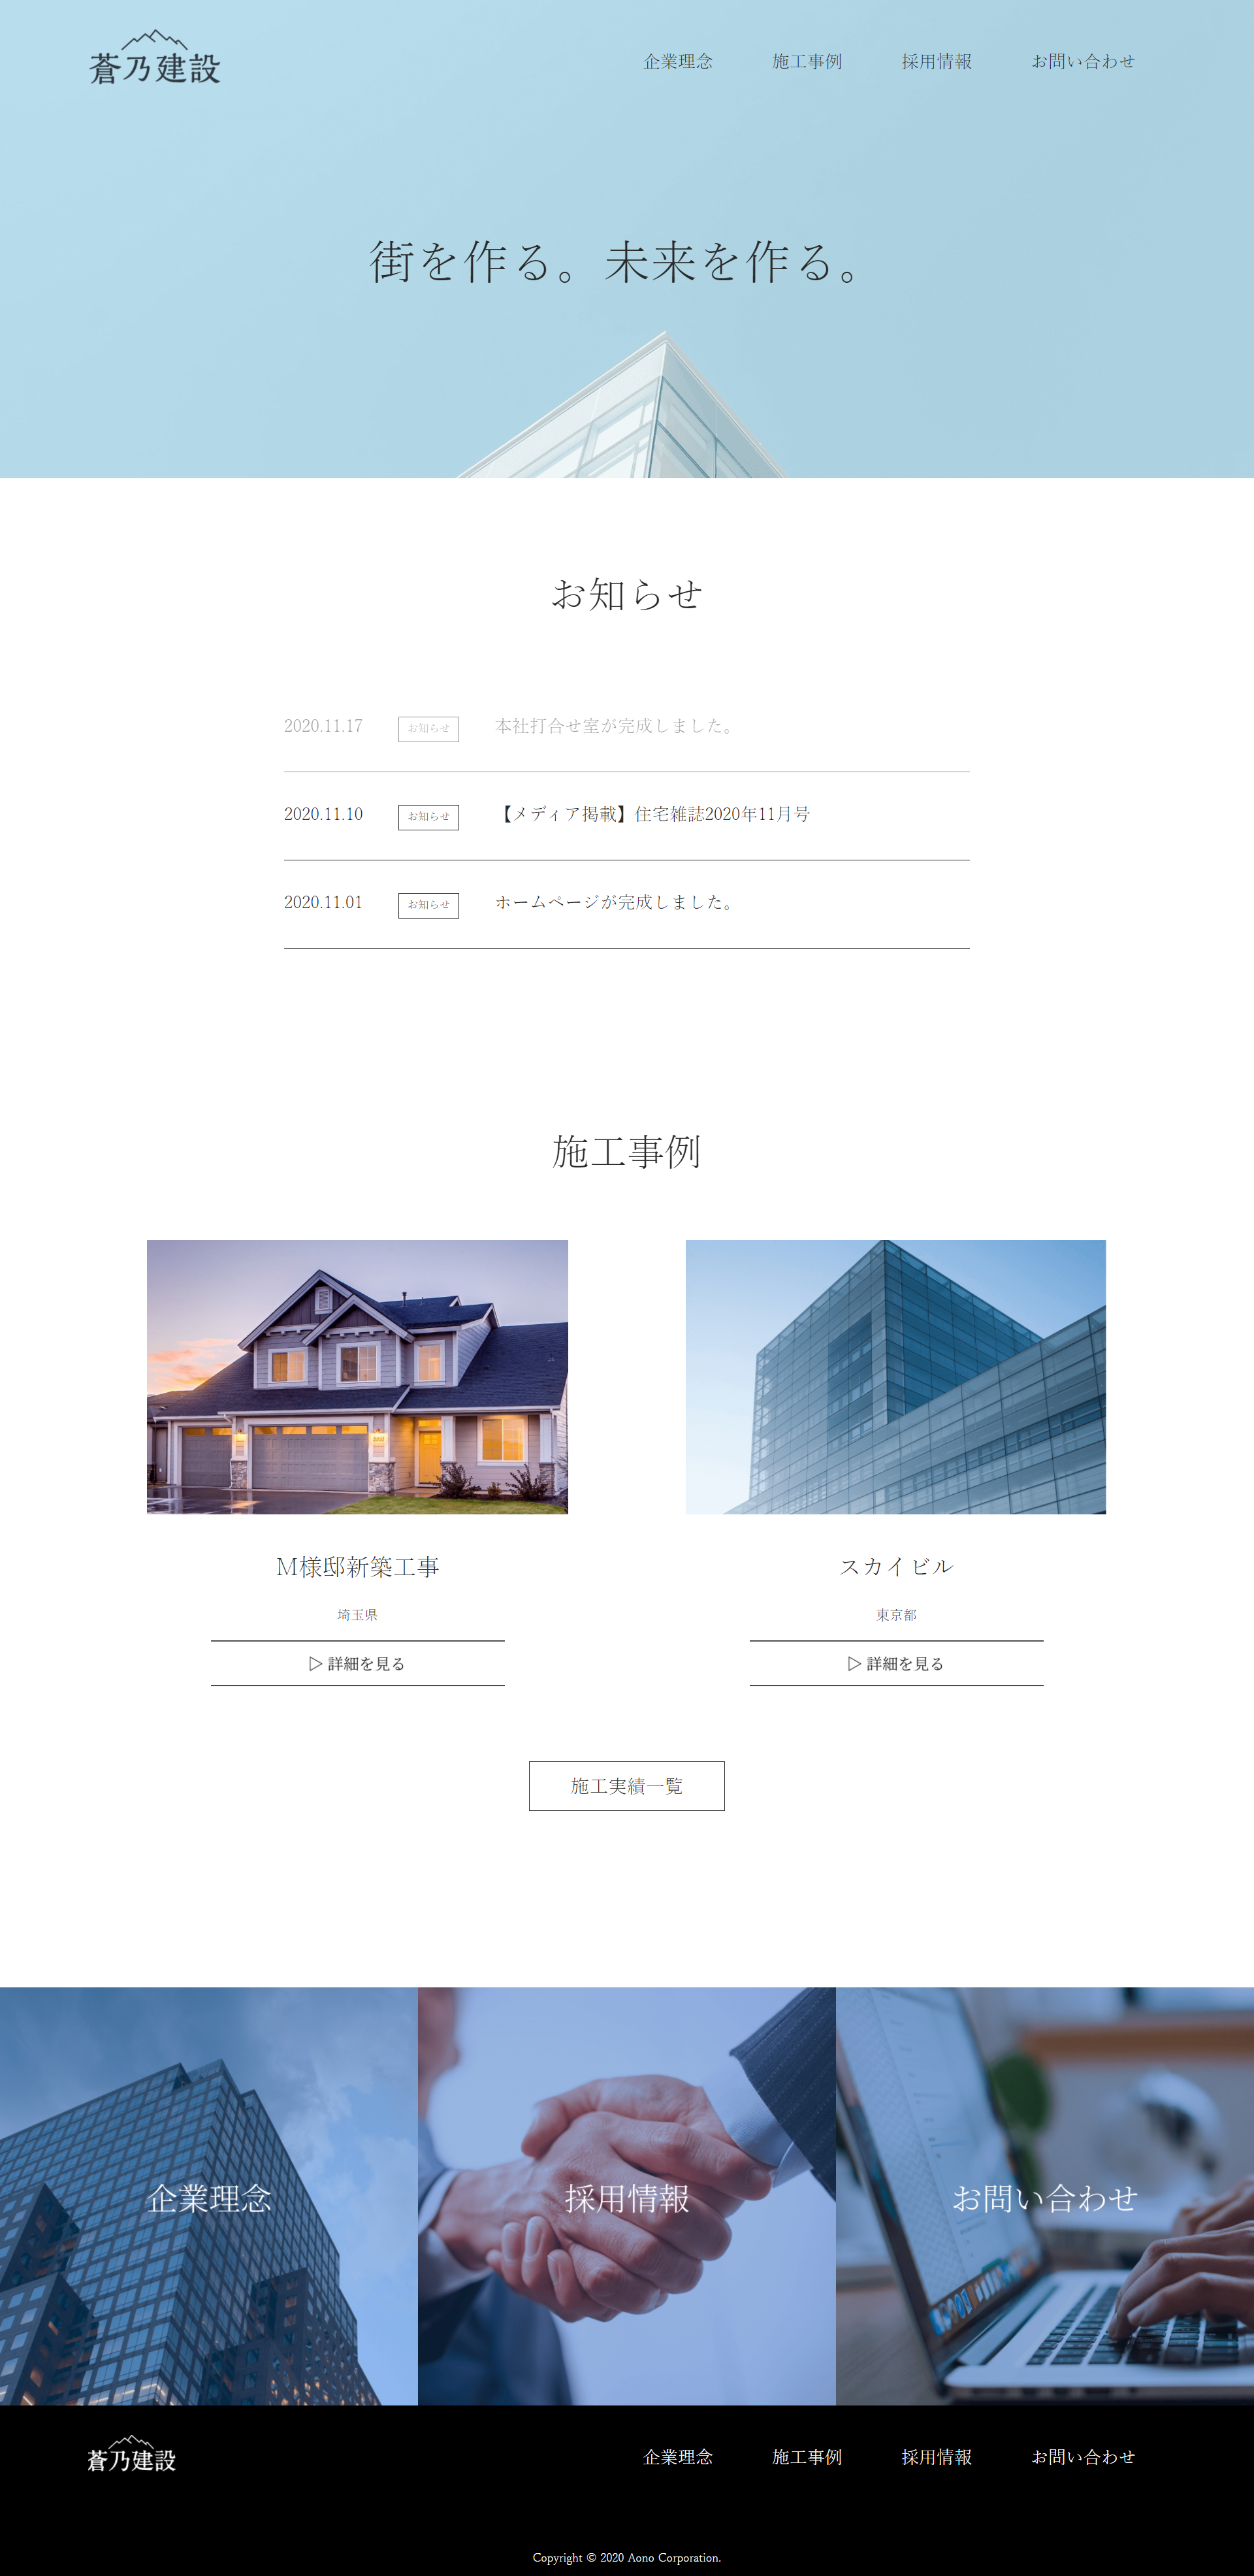 蒼乃建設
企業理念 施工事例 採用情報 お問い合わせ
街を作る。未来を作る。
お知らせ
2020.11.17 お知らせ 本社打合せ室が完成しました。
2020.11.10 お知らせ 【メディア掲載】住宅雑誌2020年11月号
2020.11.01 お知らせ ホームページが完成しました。
施工事例
M様邸新築工事
埼玉県
▷ 詳細を見る
スカイビル
東京都
▷ 詳細を見る
施工実績一覧
企業理念
採用情報
お問い合わせ
蒼乃建設
企業理念 施工事例 採用情報 お問い合わせ
Copyright © 2020 Aono Corporation.